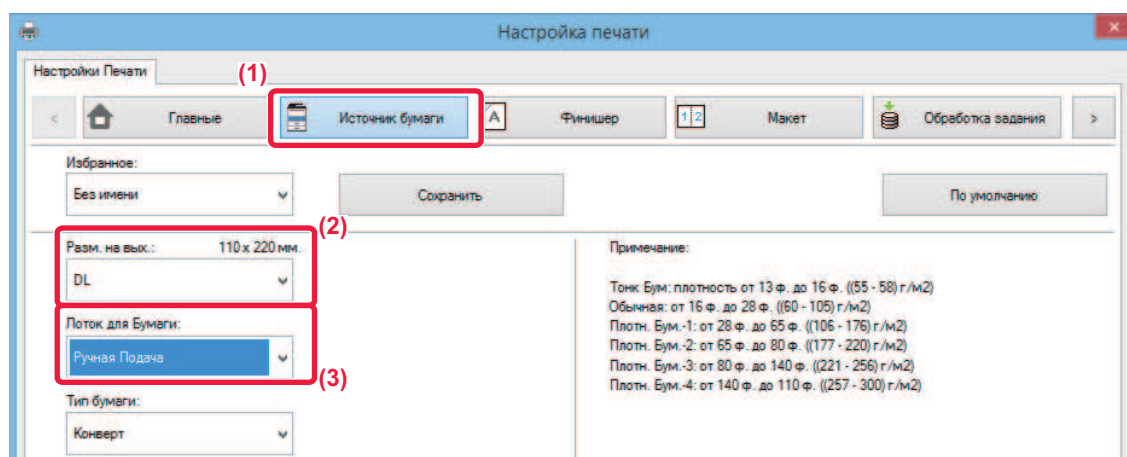 Настройка печати
Настройки Печати
(1)
< Главные Источник бумаги A Финишер 1 2 Макет Обработка задания >
Избранное:
Без имени Сохранить По умолчанию
(2)
Разм. на вых.: 110 x 220 мм.
DL
Лоток для Бумаги:
Ручная Подача
(3)
Тип бумаги:
Конверт
Примечание:
Тонк Бум: плотность от 13 ф. до 16 ф. ((55 - 58) г/м2)
Обычная: от 16 ф. до 28 ф. ((60 - 105) г/м2)
Плотн. Бум.-1: от 28 ф. до 65 ф. ((106 - 176) г/м2)
Плотн. Бум.-2: от 65 ф. до 80 ф. ((177 - 220) г/м2)
Плотн. Бум.-3: от 80 ф. до 140 ф. ((221 - 256) г/м2)
Плотн. Бум.-4: от 140 ф. до 110 ф. ((257 - 300) г/м2)